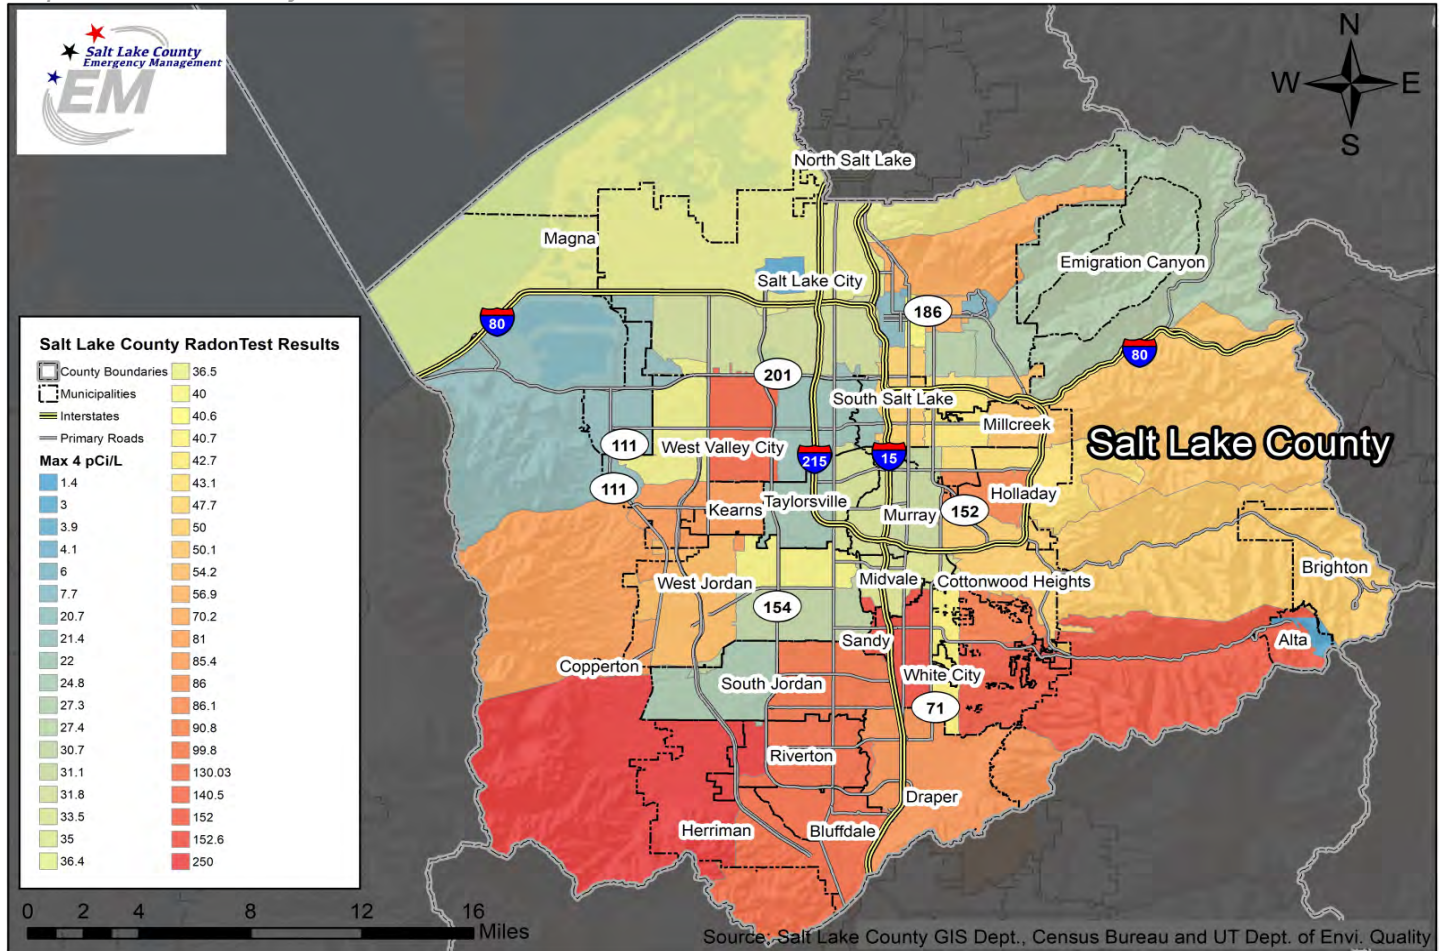 Salt Lake County
Emergency Management
EM
N
W E
S
North Salt Lake
Magna
Emigration Canyon
Salt Lake City
186
80
80
201
South Salt Lake
Millcreek
111
West Valley City
Salt Lake County
215
15
111
Taylorsville
Holladay
Kearns
Murray
152
West Jordan
Midvale
Cottonwood Heights
Brighton
154
Sandy
Alta
Copperton
South Jordan
White City
71
Riverton
Draper
Herriman
Bluffdale
Salt Lake County RadonTest Results
County Boundaries
Municipalities
Interstates
Primary Roads
Max 4 pCi/L
1.4
3
3.9
4.1
6
7.7
20.7
21.4
22
24.8
27.3
27.4
30.7
31.1
31.8
33.5
35
36.4
36.5
40
40.6
40.7
42.7
43.1
47.7
50
50.1
54.2
56.9
70.2
81
85.4
86
86.1
90.8
99.8
130.03
140.5
152
152.6
250
0 2 4 8 12 16
Miles
Source: Salt Lake County GIS Dept., Census Bureau and UT Dept. of Envi. Quality